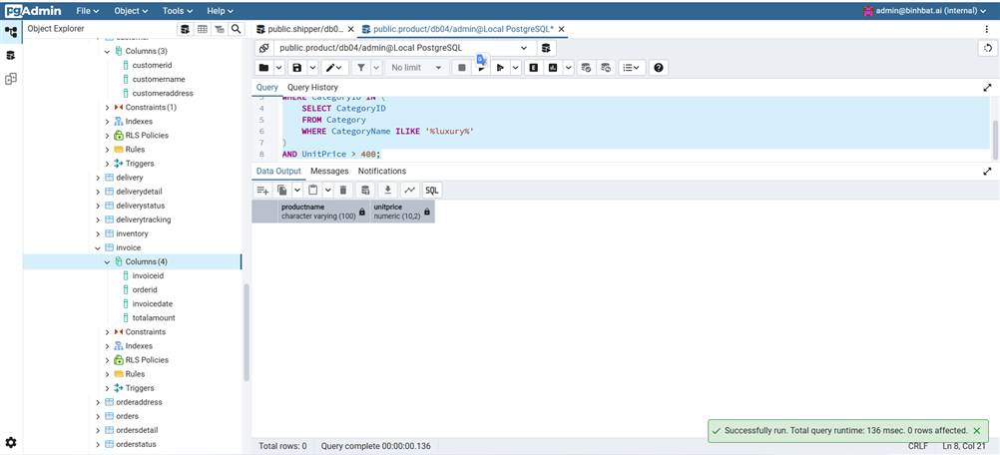 pgAdmin File Object Tools Help admin@binhbat.ai (internal)
Object Explorer
public.shipper/db0... public.product/db04/admin@Local PostgreSQL*
public.product/db04/admin@Local PostgreSQL
No limit
Query Query History
Columns (3)
customerid
customername
customeraddress
Constraints (1)
Indexes
RLS Policies
Rules
Triggers
delivery
deliverydetail
deliverystatus
deliverytracking
inventory
invoice
Columns (4)
invoiceid
orderid
invoicedate
totalamount
Constraints
Indexes
RLS Policies
Rules
Triggers
orderaddress
orders
ordersdetail
orderstatus
3 WHERE CategoryID IN (
4 SELECT CategoryID
5 FROM Category
6 WHERE CategoryName ILIKE '%luxury%'
7 )
8 AND UnitPrice > 400;
Data Output Messages Notifications
SQL
productname
character varying (100)
unitprice
numeric (10,2)
Successfully run. Total query runtime: 136 msec. 0 rows affected.
Total rows: 0 Query complete 00:00:00.136 CRLF Ln 8, Col 21